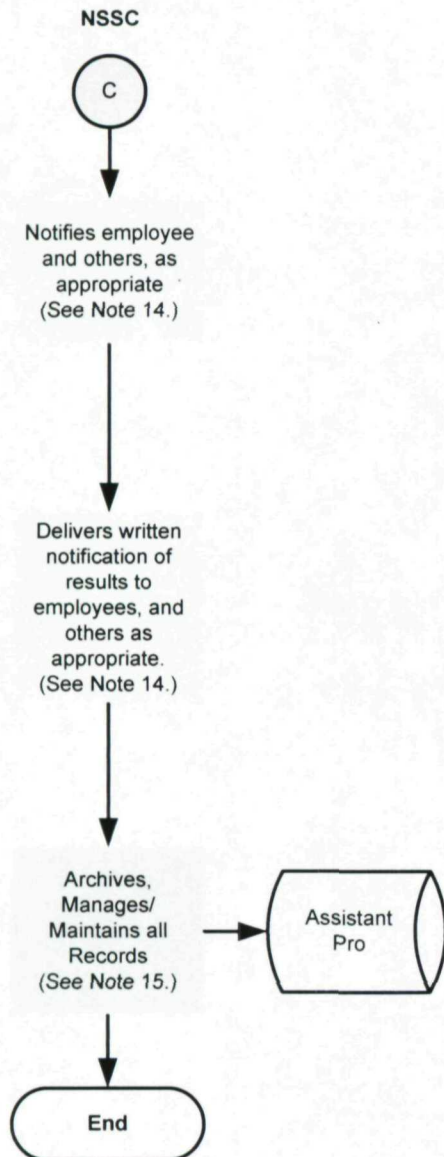 NSSC
C
Notifies employee
and others, as
appropriate
(See Note 14.)
Delivers written
notification of
results to
employees, and
others as
appropriate.
(See Note 14.)
Archives,
Manages/
Maintains all
Records
(See Note 15.)
Assistant
Pro
End